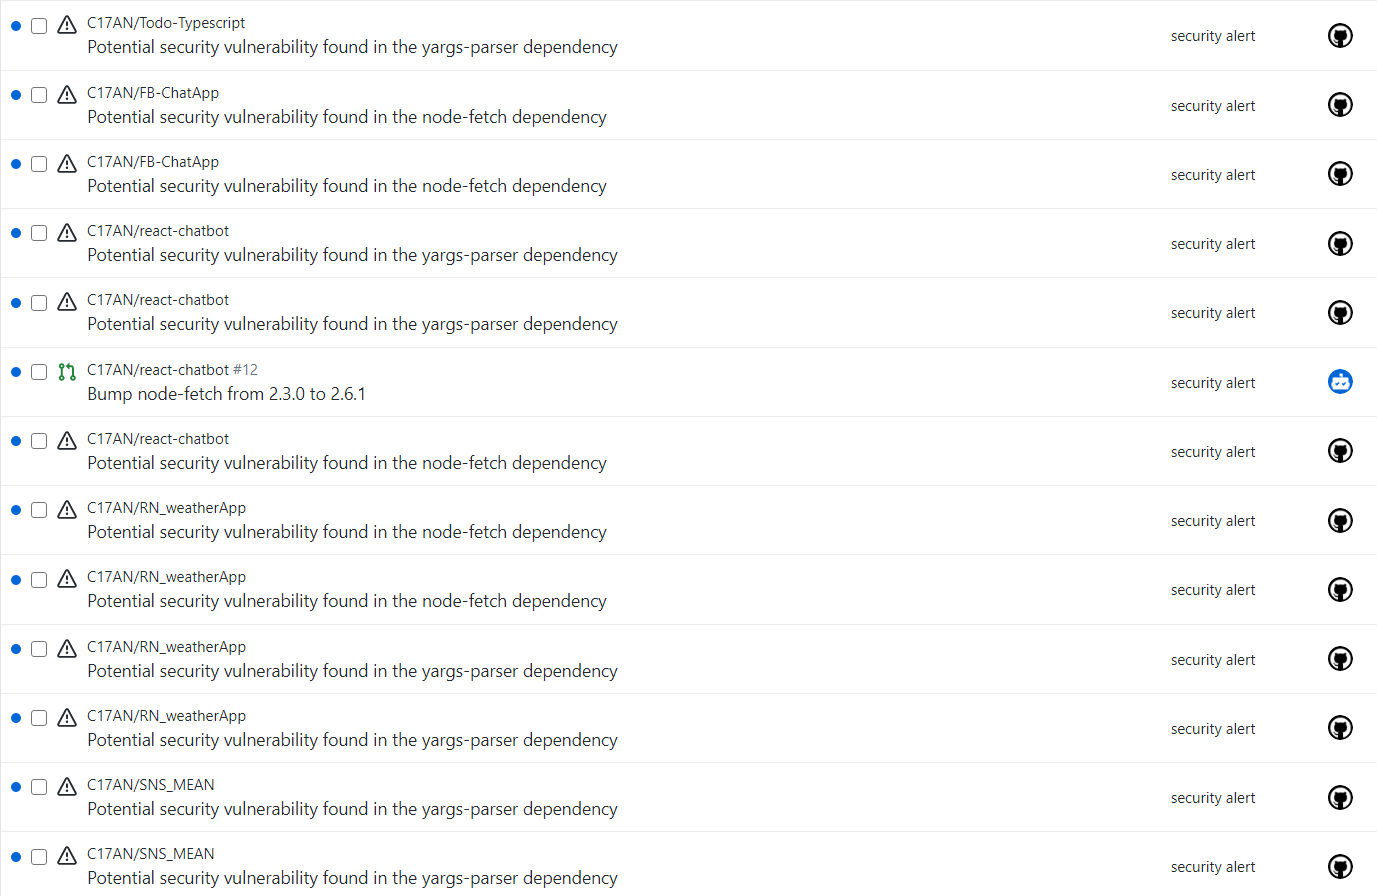 C17AN/Todo-Typescript
Potential security vulnerability found in the yargs-parser dependency
security alert
C17AN/FB-ChatApp
Potential security vulnerability found in the node-fetch dependency
security alert
C17AN/FB-ChatApp
Potential security vulnerability found in the node-fetch dependency
security alert
C17AN/react-chatbot
Potential security vulnerability found in the yargs-parser dependency
security alert
C17AN/react-chatbot
Potential security vulnerability found in the yargs-parser dependency
security alert
C17AN/react-chatbot #12
Bump node-fetch from 2.3.0 to 2.6.1
security alert
C17AN/react-chatbot
Potential security vulnerability found in the node-fetch dependency
security alert
C17AN/RN_weatherApp
Potential security vulnerability found in the node-fetch dependency
security alert
C17AN/RN_weatherApp
Potential security vulnerability found in the node-fetch dependency
security alert
C17AN/RN_weatherApp
Potential security vulnerability found in the yargs-parser dependency
security alert
C17AN/RN_weatherApp
Potential security vulnerability found in the yargs-parser dependency
security alert
C17AN/SNS_MEAN
Potential security vulnerability found in the yargs-parser dependency
security alert
C17AN/SNS_MEAN
Potential security vulnerability found in the yargs-parser dependency
security alert